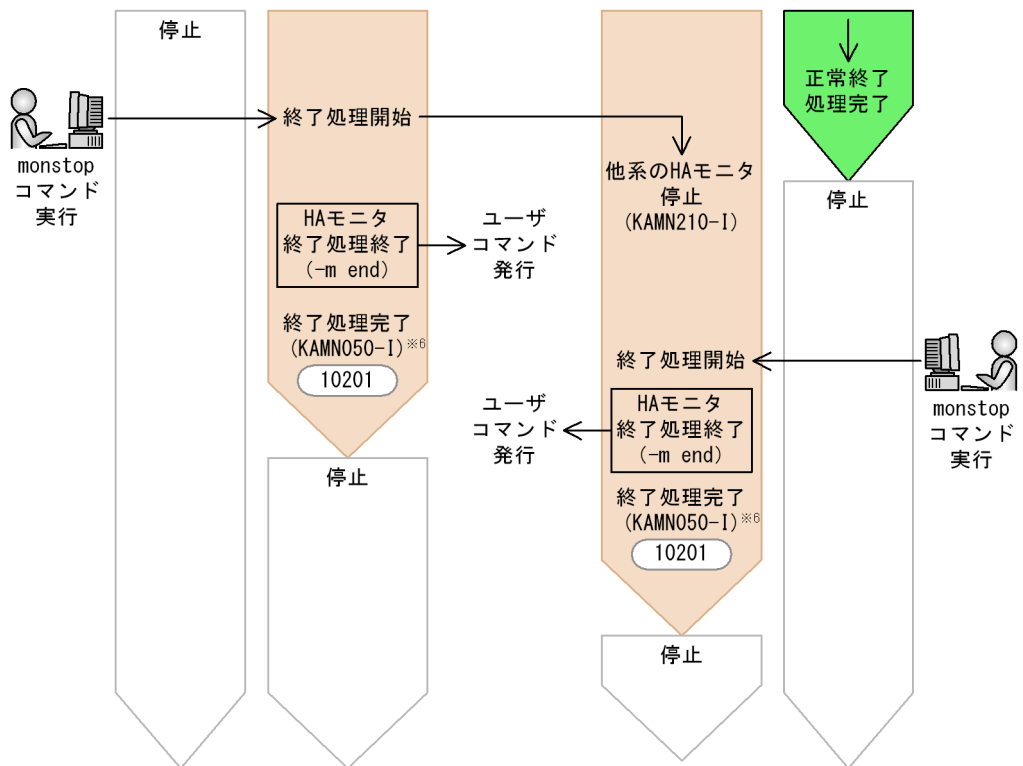 停止
終了処理開始
正常終了
処理完了
monstop
コマンド
実行
他系のHAモニタ
停止
(KAMN210-I)
停止
HAモニタ
終了処理終了
(-m end)
ユーザ
コマンド
発行
終了処理完了
(KAMN050-I)※6
10201
終了処理開始
monstop
コマンド
実行
HAモニタ
終了処理終了
(-m end)
ユーザ
コマンド
発行
停止
終了処理完了
(KAMN050-I)※6
10201
停止